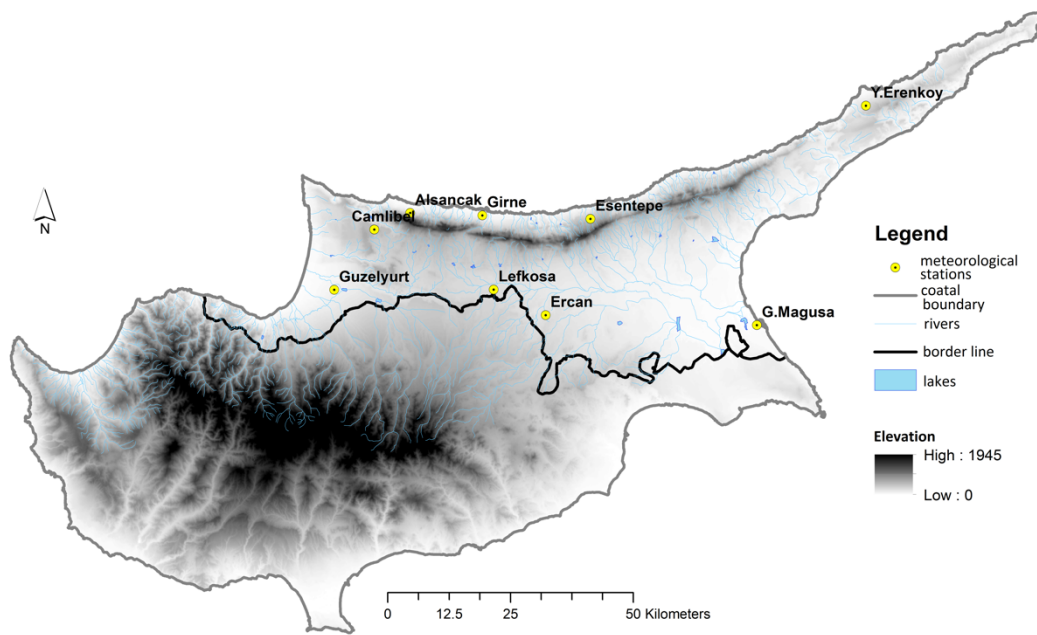 Y.Erenkoy
Alsancak
Girne
Esentepe
Camlibel
N
Guzelyurt
Lefkosa
Ercan
G.Magusa
Legend
meteorological
stations
coatal
boundary
rivers
border line
lakes
Elevation
High : 1945
Low : 0
0 12.5 25 50 Kilometers